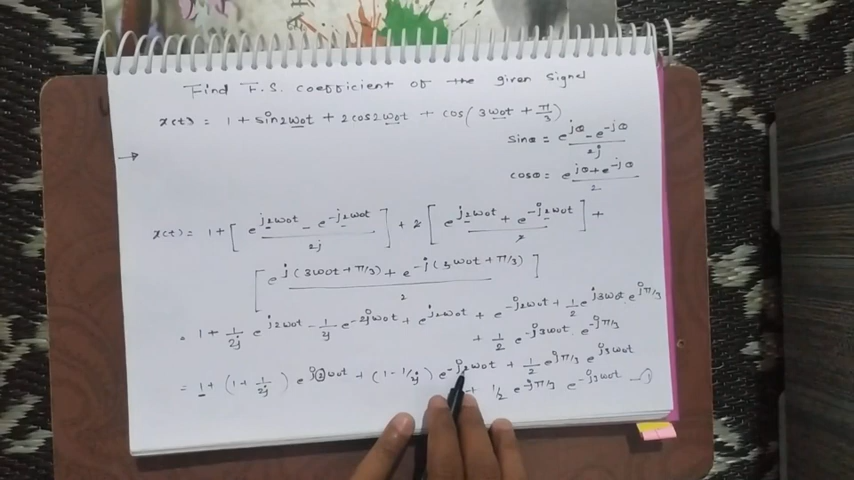 Find F.S. coefficient of the given signal
x(t) = 1 + sin2ω0t + 2cos2ω0t + cos(3ω0t + π/3)
→
sinθ = (e^jθ − e^-jθ)/2j
cosθ = (e^jθ + e^-jθ)/2
x(t) = 1 + [(e^j2ω0t − e^-j2ω0t)/2j] + 2[(e^j2ω0t + e^-j2ω0t)/2] +
[(e^j(3ω0t + π/3) + e^-j(3ω0t + π/3))/2]
= 1 + 1/2j e^j2ω0t − 1/2j e^-2jω0t + e^j2ω0t + e^-j2ω0t + 1/2 e^j3ω0t e^jπ/3
+ 1/2 e^-j3ω0t e^-jπ/3
= 1 + (1 + 1/2j) e^j2ω0t + (1 − 1/2j) e^-j2ω0t + 1/2 e^jπ/3 e^j3ω0t
+ 1/2 e^-jπ/3 e^-j3ω0t — ①